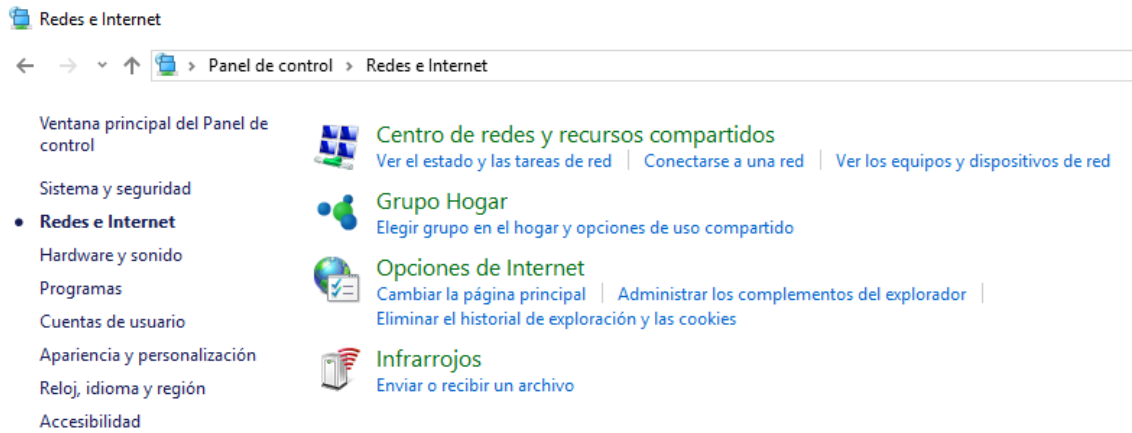 Redes e Internet
Panel de control > Redes e Internet
Ventana principal del Panel de
control
Sistema y seguridad
Redes e Internet
Hardware y sonido
Programas
Cuentas de usuario
Apariencia y personalización
Reloj, idioma y región
Accesibilidad
Centro de redes y recursos compartidos
Ver el estado y las tareas de red | Conectarse a una red | Ver los equipos y dispositivos de red
Grupo Hogar
Elegir grupo en el hogar y opciones de uso compartido
Opciones de Internet
Cambiar la página principal | Administrar los complementos del explorador |
Eliminar el historial de exploración y las cookies
Infrarrojos
Enviar o recibir un archivo